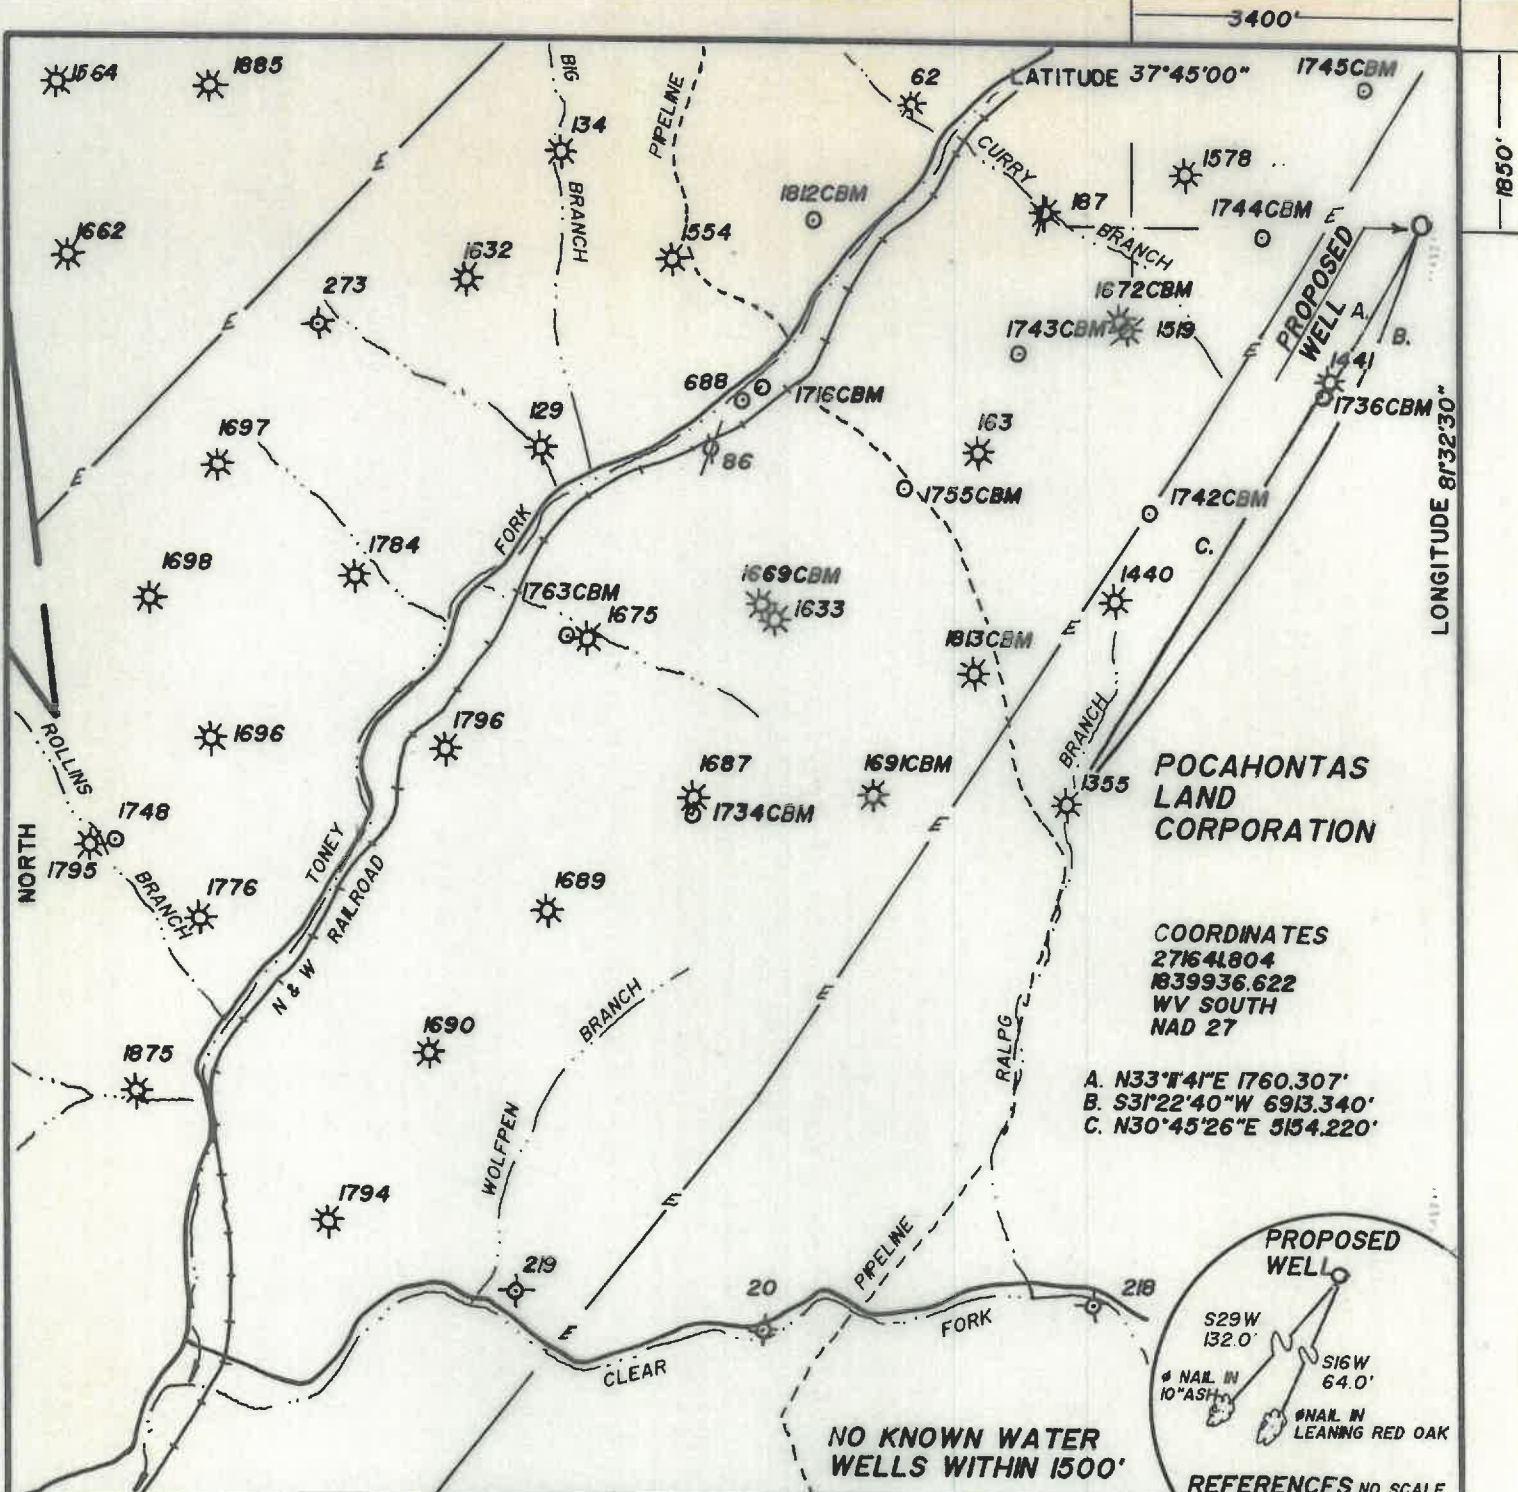 3400'
LATITUDE 37°45'00"
1850'
LONGITUDE 81°32'30"
NORTH
1564
1885
BIG
PIPELINE
62
1745CBM
E
134
CURRY
1578
BRANCH
1812CBM
187
1744CBM
E
1662
1632
1554
BRANCH
PROPOSED
WELL
273
1672CBM
A.
E
1743CBM
1519
E
B.
1441
688
1716CBM
1736CBM
129
163
1697
86
E
1755CBM
1742CBM
FORK
C.
1784
1698
1763CBM
1669CBM
1440
1675
1633
E
1813CBM
1696
1796
BRANCH
ROLLINS
1687
1691CBM
1355
POCAHONTAS
LAND
CORPORATION
1748
1734CBM
E
TONEY
1795
BRANCH
1776
N & W RAILROAD
1689
COORDINATES
271641.804
1839936.622
WV SOUTH
NAD 27
E
BRANCH
1690
RALPG
1875
A. N33°11'41"E 1760.307'
B. S31°22'40"W 6913.340'
C. N30°45'26"E 5154.220'
WOLFPEN
1794
E
PIPELINE
219
20
218
E
FORK
CLEAR
PROPOSED
WELL
S29W
132.0'
S16W
64.0'
ø NAIL IN
10"ASH
øNAIL IN
LEANING RED OAK
NO KNOWN WATER
WELLS WITHIN 1500'
REFERENCES NO SCALE